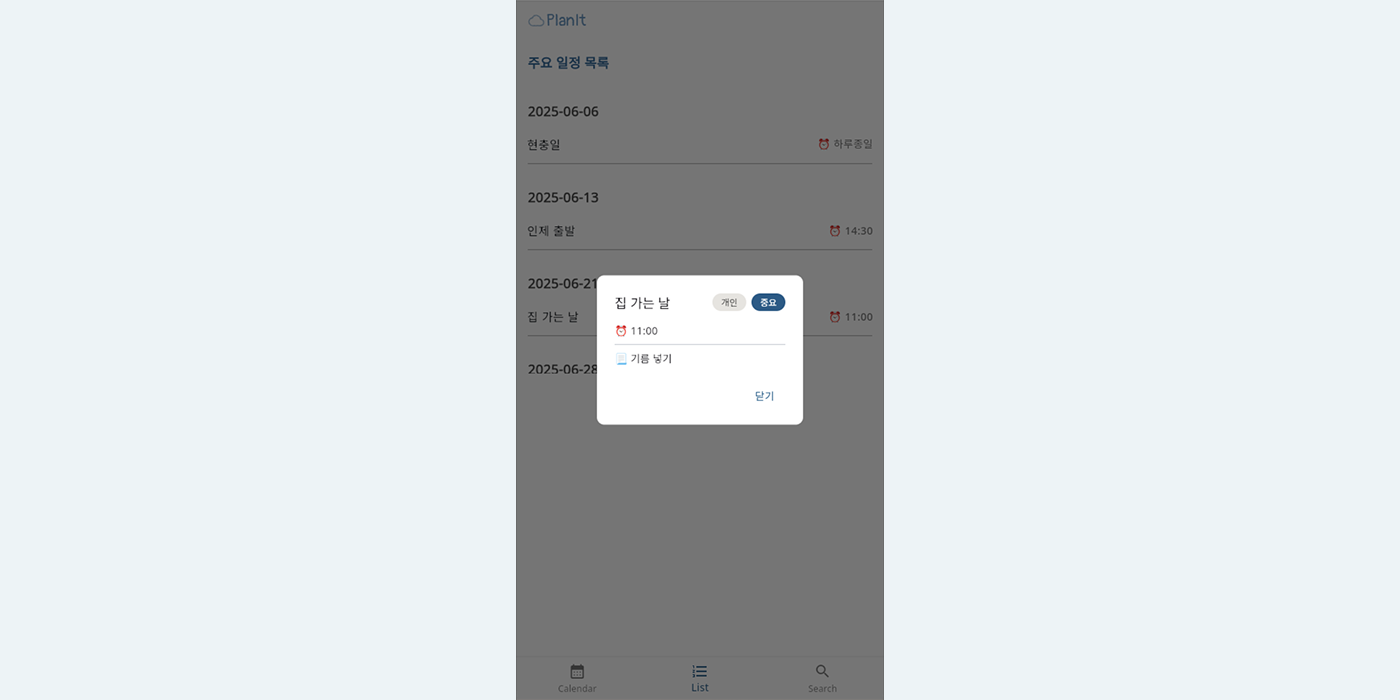 PlanIt
주요 일정 목록
2025-06-06
현충일 ⏰ 하루종일
2025-06-13
인제 출발 ⏰ 14:30
2025-06-21
집 가는 날 ⏰ 11:00
2025-06-28
집 가는 날 개인 중요
⏰ 11:00
📃 기름 넣기
닫기
Calendar List Search